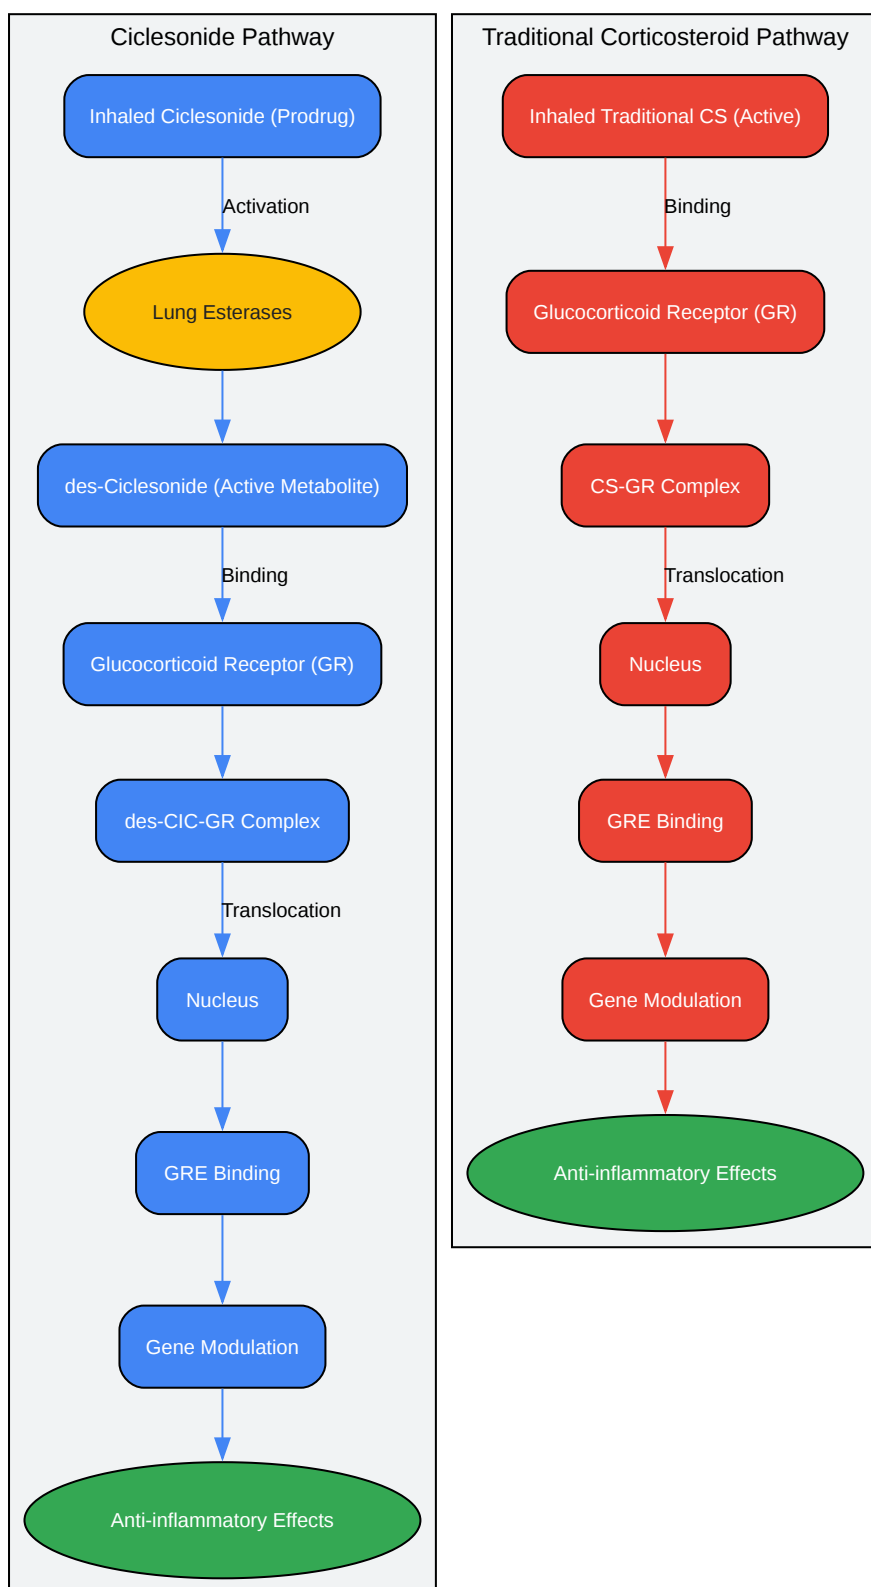 Ciclesonide Pathway
Inhaled Ciclesonide (Prodrug)
Activation
Lung Esterases
des-Ciclesonide (Active Metabolite)
Binding
Glucocorticoid Receptor (GR)
des-CIC-GR Complex
Translocation
Nucleus
GRE Binding
Gene Modulation
Anti-inflammatory Effects
Traditional Corticosteroid Pathway
Inhaled Traditional CS (Active)
Binding
Glucocorticoid Receptor (GR)
CS-GR Complex
Translocation
Nucleus
GRE Binding
Gene Modulation
Anti-inflammatory Effects